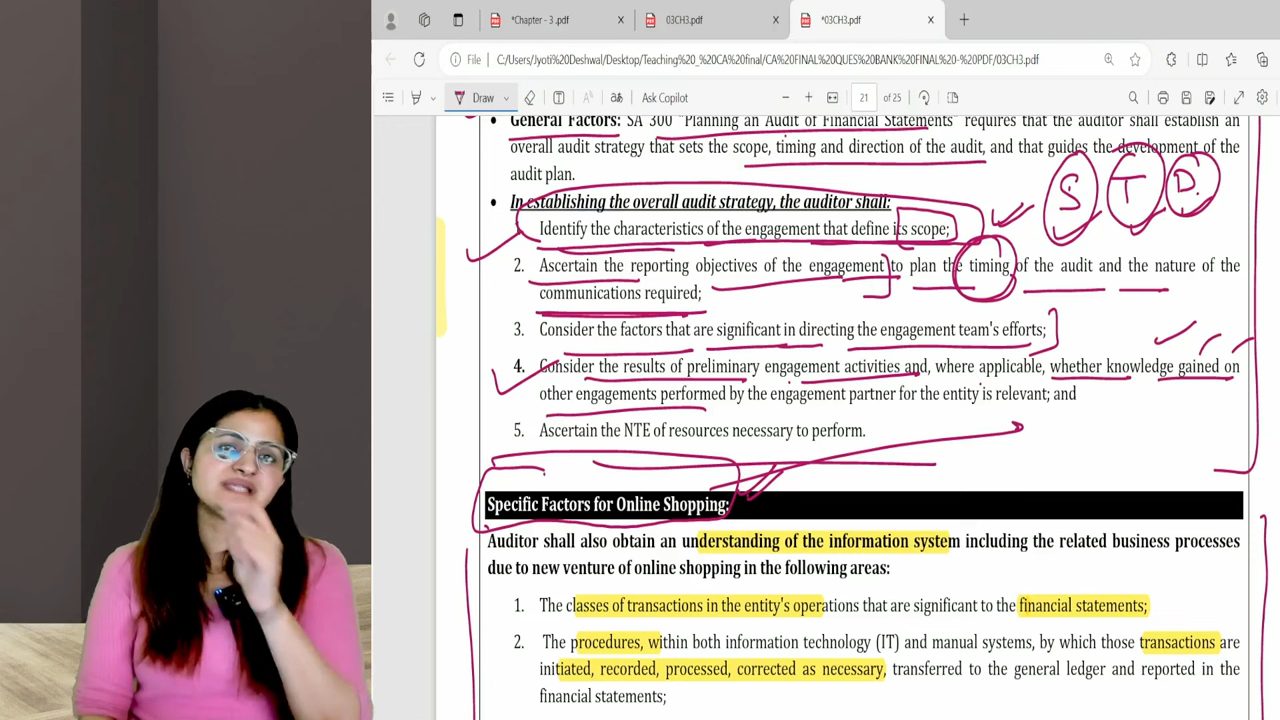 *Chapter - 3 .pdf
03CH3.pdf
*03CH3.pdf
File
C:/Users/Jyoti%20Deshwal/Desktop/Teaching%20_%20CA%20final/CA%20FINAL%20QUES%20BANK%20FINAL%20-%20PDF/03CH3.pdf
Draw
Ask Copilot
21 of 25
• General Factors: SA 300 "Planning an Audit of Financial Statements" requires that the auditor shall establish an
overall audit strategy that sets the scope, timing and direction of the audit, and that guides the development of the
audit plan.
S T D.
• In establishing the overall audit strategy, the auditor shall:
Identify the characteristics of the engagement that define its scope;
2. Ascertain the reporting objectives of the engagement to plan the timing of the audit and the nature of the
communications required;
3. Consider the factors that are significant in directing the engagement team's efforts;
4. Consider the results of preliminary engagement activities and, where applicable, whether knowledge gained on
other engagements performed by the engagement partner for the entity is relevant; and
5. Ascertain the NTE of resources necessary to perform.
Specific Factors for Online Shopping:
Auditor shall also obtain an understanding of the information system including the related business processes
due to new venture of online shopping in the following areas:
1. The classes of transactions in the entity's operations that are significant to the financial statements;
2. The procedures, within both information technology (IT) and manual systems, by which those transactions are
initiated, recorded, processed, corrected as necessary, transferred to the general ledger and reported in the
financial statements;